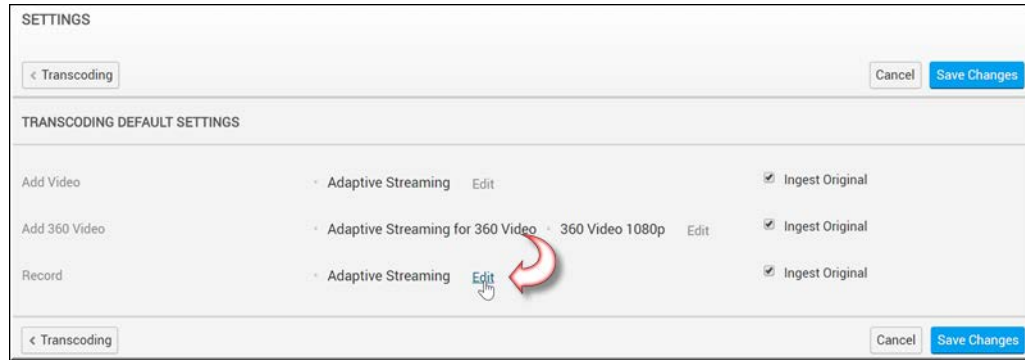 SETTINGS
< Transcoding Cancel Save Changes
TRANSCODING DEFAULT SETTINGS
Add Video Adaptive Streaming Edit Ingest Original
Add 360 Video Adaptive Streaming for 360 Video 360 Video 1080p Edit Ingest Original
Record Adaptive Streaming Edit Ingest Original
< Transcoding Cancel Save Changes